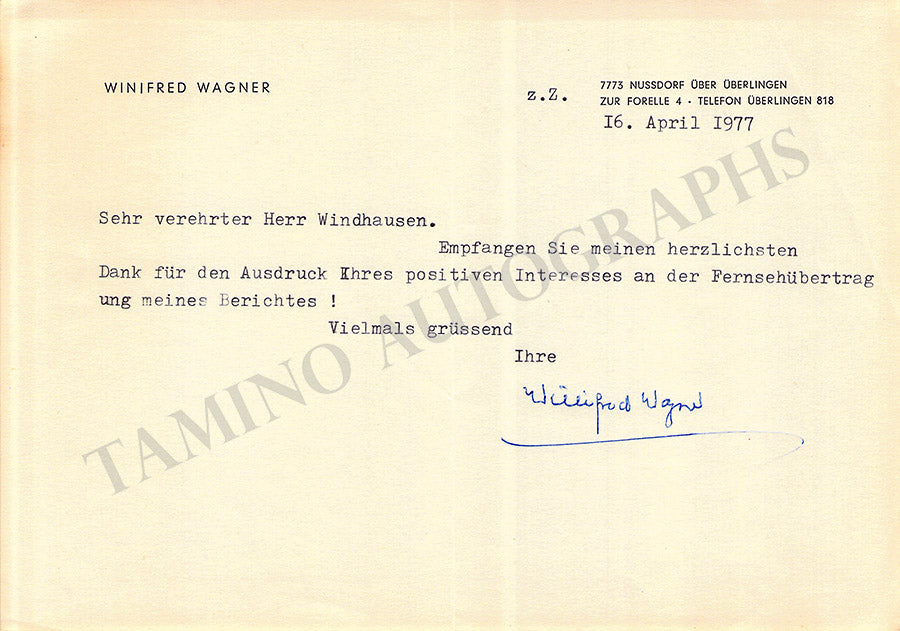 WINIFRED WAGNER
z.Z.
7773 NUSSDORF ÜBER ÜBERLINGEN
ZUR FORELLE 4 - TELEFON ÜBERLINGEN 818
I6. April I977
Sehr verehrter Herr Windhausen.
Empfangen Sie meinen herzlichsten
Dank für den Ausdruck Ihres positiven Interesses an der Fernsehübertrag
ung meines Berichtes !
Vielmals grüssend
Ihre
Winifred Wagner
TAMINO AUTOGRAPHS